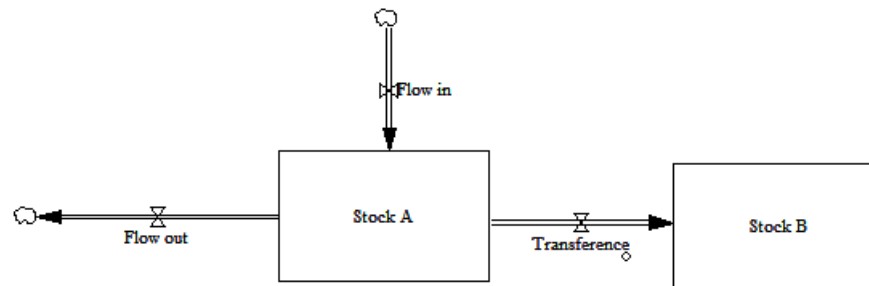 Flow in
Stock A
Flow out
Transference
Stock B